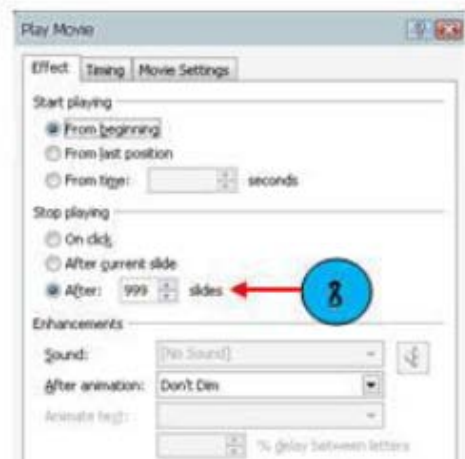 Play Movie
Effect Timing Movie Settings
Start playing
From beginning
From last position
From time: seconds
Stop playing
On click
After current slide
After: 999 slides
8
Enhancements
Sound: [No Sound]
After animation: Don't Dim
Animate text:
% delay between letters